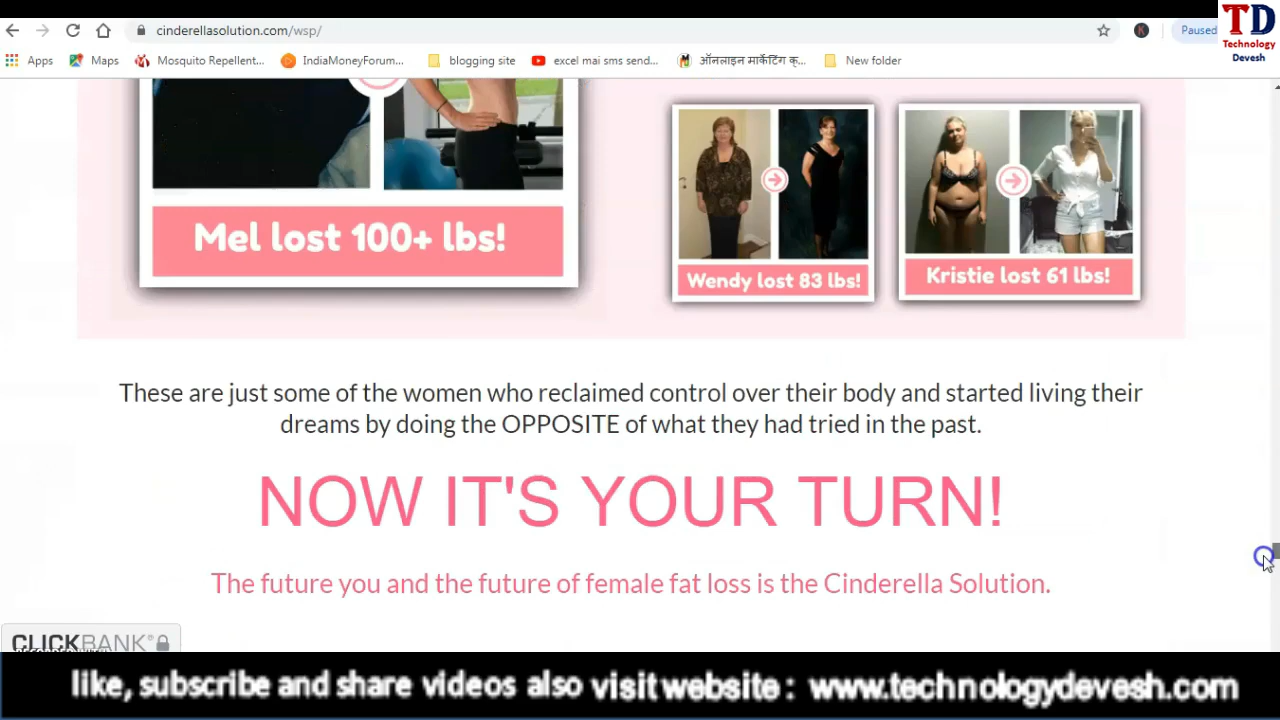 cinderellasolution.com/wsp/
Paused
TD
Technology
Devesh
Apps
Maps
Mosquito Repellent...
IndiaMoneyForum...
blogging site
excel mai sms send...
ऑनलाइन मार्केटिंग क्...
New folder
Mel lost 100+ lbs!
Wendy lost 83 lbs!
Kristie lost 61 lbs!
These are just some of the women who reclaimed control over their body and started living their
dreams by doing the OPPOSITE of what they had tried in the past.
NOW IT'S YOUR TURN!
The future you and the future of female fat loss is the Cinderella Solution.
CLICKBANK®
like, subscribe and share videos also visit website : www.technologydevesh.com